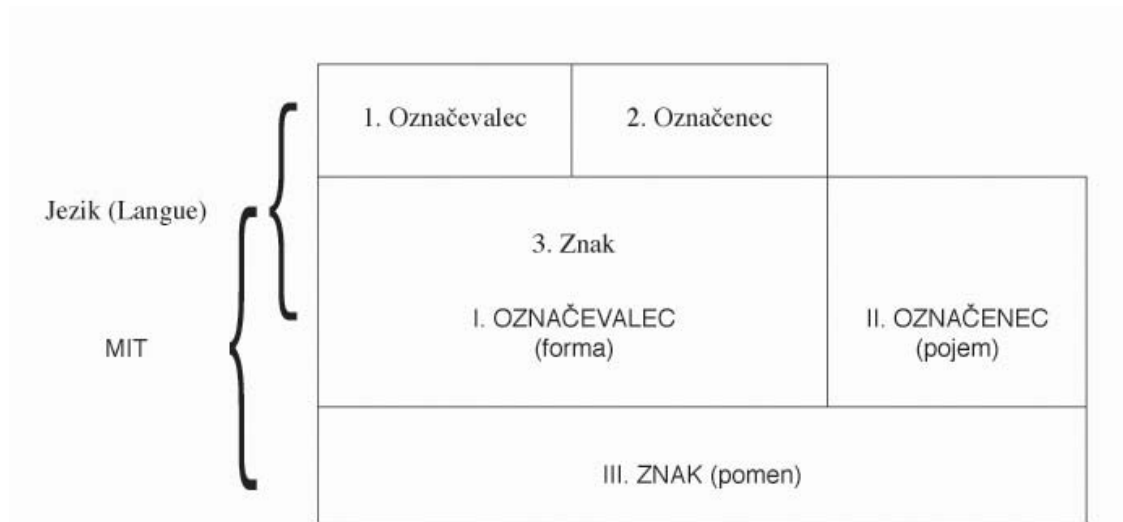 1. Označevalec
2. Označenec
Jezik (Langue)
3. Znak
I. OZNAČEVALEC
(forma)
II. OZNAČENEC
(pojem)
MIT
III. ZNAK (pomen)